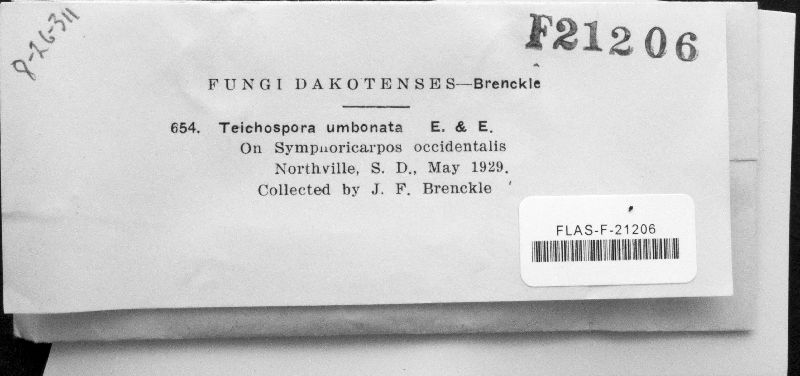 8-26-311
F21206
FUNGI DAKOTENSES—Brenckle
654. Teichospora umbonata E. & E.
On Symphoricarpos occidentalis
Northville, S. D., May 1929.
Collected by J. F. Brenckle
FLAS-F-21206